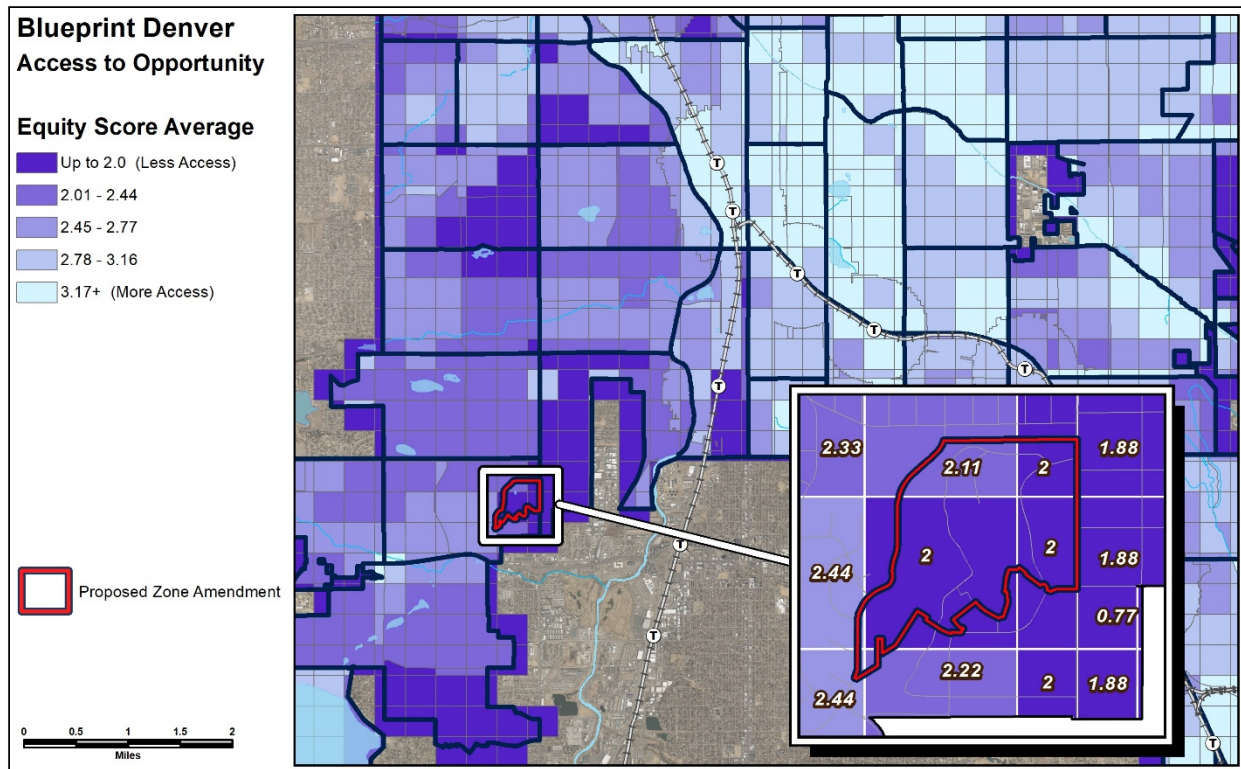 Blueprint Denver
Access to Opportunity
Equity Score Average
Up to 2.0 (Less Access)
2.01 - 2.44
2.45 - 2.77
2.78 - 3.16
3.17+ (More Access)
Proposed Zone Amendment
0 0.5 1 1.5 2
Miles
T
T
T
T
T
T
T
T
T
2.33 2.11 2 1.88
2.44 2 2 1.88
0.77
2.44 2.22 2 1.88